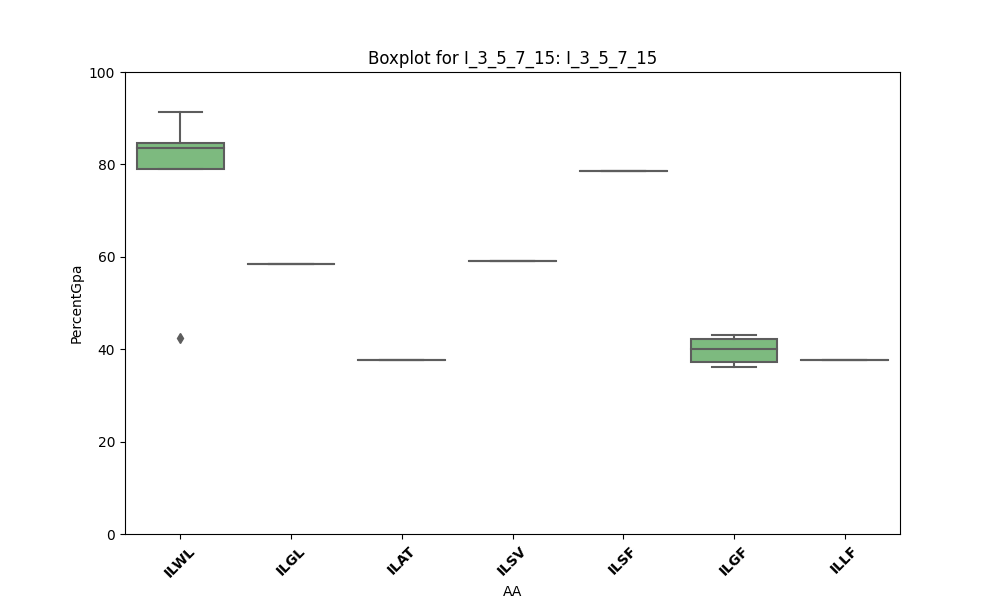 Boxplot for I_3_5_7_15: I_3_5_7_15
100
80
60
40
20
0
PercentGpa
ILWL
ILGL
ILAT
ILSV
ILSF
ILGF
ILLF
AA